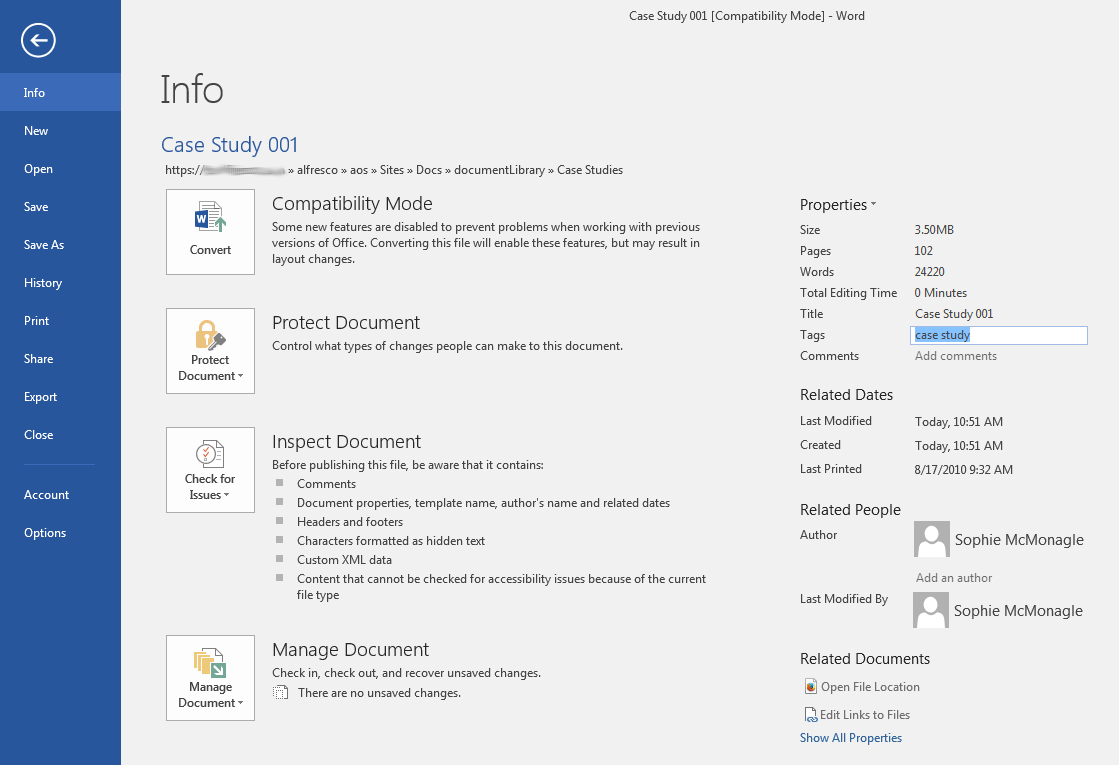 Case Study 001 [Compatibility Mode] - Word
Info
New
Open
Save
Save As
History
Print
Share
Export
Close
Account
Options
Info
Case Study 001
https:// » alfresco » aos » Sites » Docs » documentLibrary » Case Studies
Convert
Compatibility Mode
Some new features are disabled to prevent problems when working with previous
versions of Office. Converting this file will enable these features, but may result in
layout changes.
Protect
Document
Protect Document
Control what types of changes people can make to this document.
Check for
Issues
Inspect Document
Before publishing this file, be aware that it contains:
Comments
Document properties, template name, author's name and related dates
Headers and footers
Characters formatted as hidden text
Custom XML data
Content that cannot be checked for accessibility issues because of the current
file type
Manage
Document
Manage Document
Check in, check out, and recover unsaved changes.
There are no unsaved changes.
Properties
Size 3.50MB
Pages 102
Words 24220
Total Editing Time 0 Minutes
Title Case Study 001
Tags case study
Comments Add comments
Related Dates
Last Modified Today, 10:51 AM
Created Today, 10:51 AM
Last Printed 8/17/2010 9:32 AM
Related People
Author Sophie McMonagle
Add an author
Last Modified By Sophie McMonagle
Related Documents
Open File Location
Edit Links to Files
Show All Properties